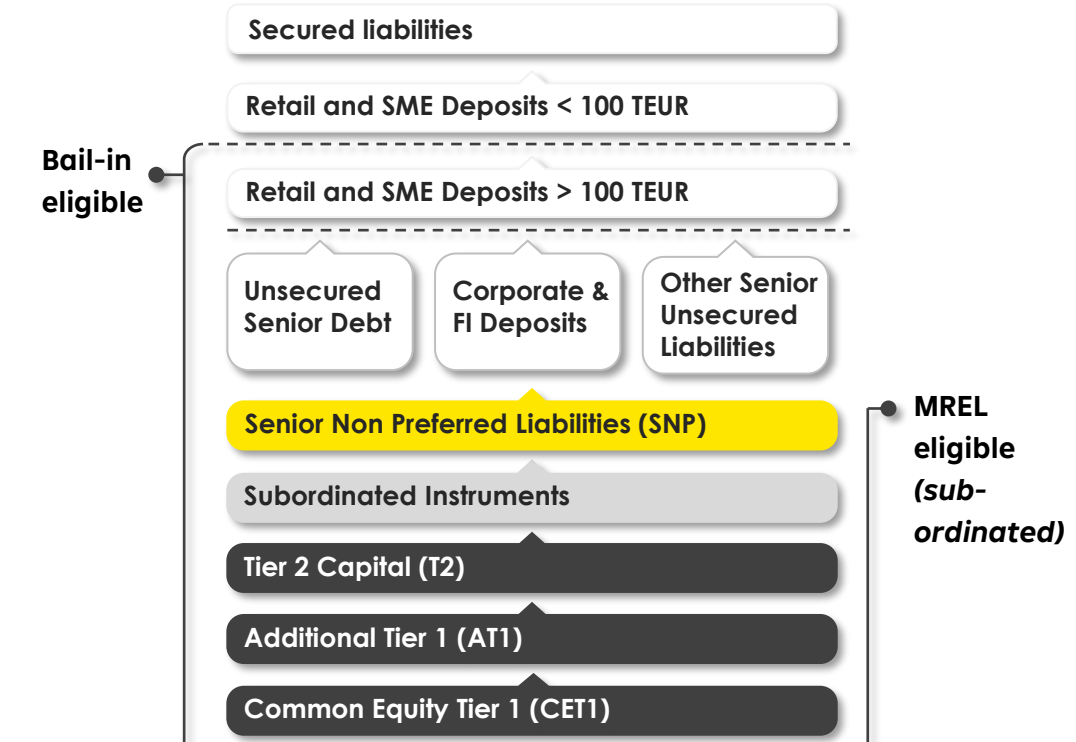 Secured liabilities
Retail and SME Deposits < 100 TEUR
Bail-in
eligible
Retail and SME Deposits > 100 TEUR
Unsecured
Senior Debt
Corporate &
FI Deposits
Other Senior
Unsecured
Liabilities
Senior Non Preferred Liabilities (SNP)
MREL
eligible
(sub-
ordinated)
Subordinated Instruments
Tier 2 Capital (T2)
Additional Tier 1 (AT1)
Common Equity Tier 1 (CET1)